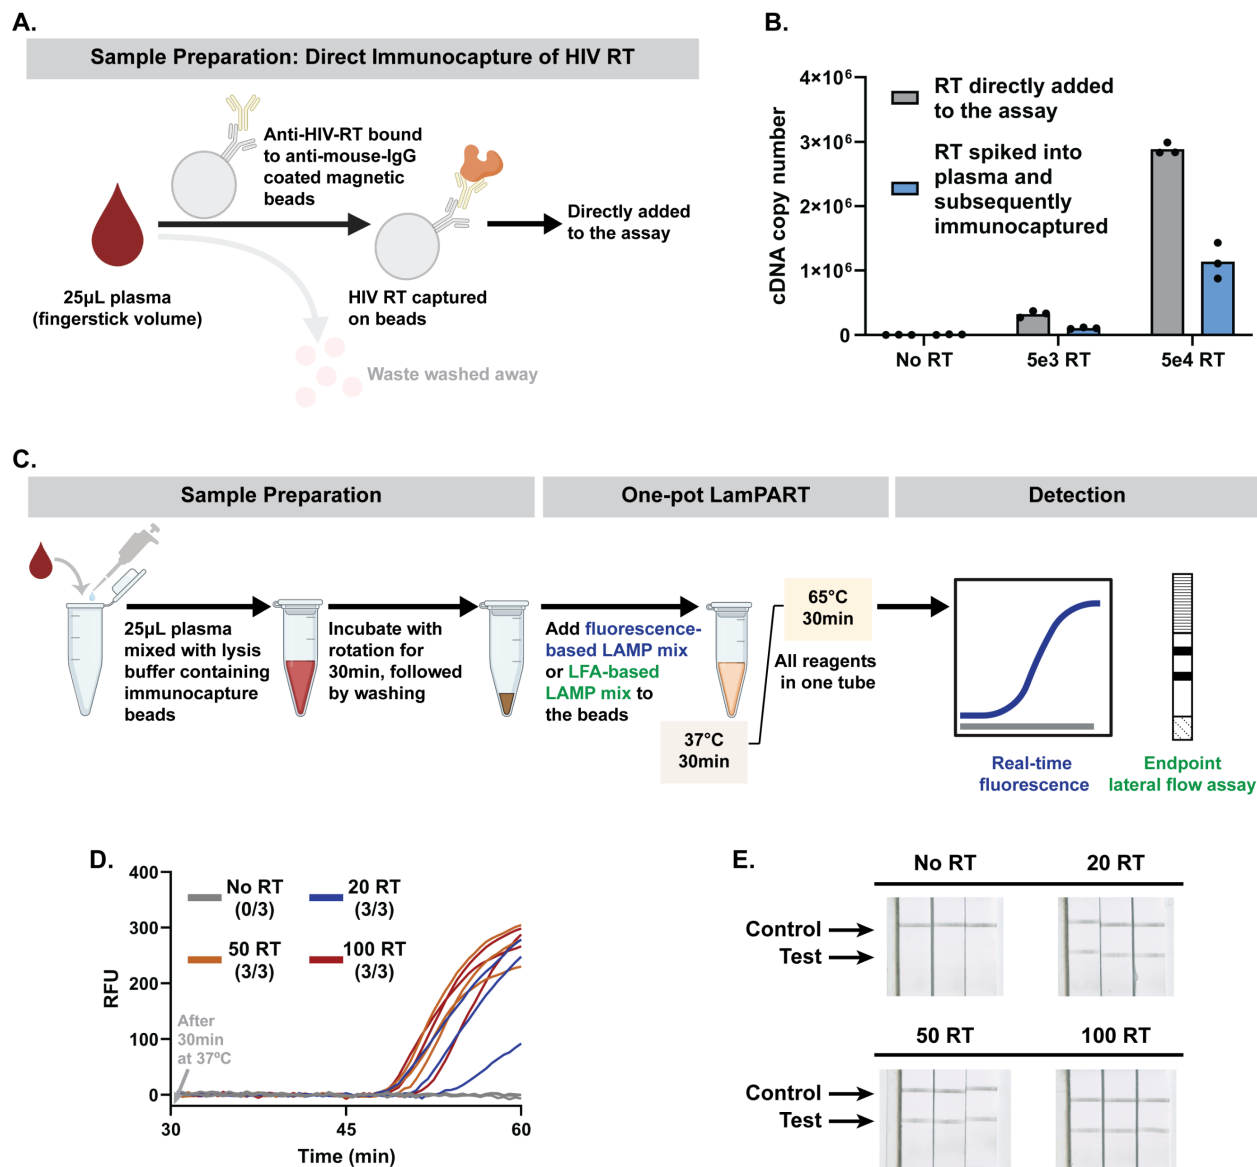 A.
Sample Preparation: Direct Immunocapture of HIV RT
Anti-HIV-RT bound
to anti-mouse-IgG
coated magnetic
beads
25µL plasma
(fingerstick volume)
HIV RT captured
on beads
Directly added
to the assay
Waste washed away
B.
cDNA copy number
4×10⁶
3×10⁶
2×10⁶
1×10⁶
0
RT directly added
to the assay
RT spiked into
plasma and
subsequently
immunocaptured
No RT
5e3 RT
5e4 RT
C.
Sample Preparation
One-pot LamPART
Detection
25µL plasma
mixed with lysis
buffer containing
immunocapture
beads
Incubate with
rotation for
30min, followed
by washing
Add fluorescence-
based LAMP mix
or LFA-based
LAMP mix to
the beads
37°C
30min
65°C
30min
All reagents
in one tube
Real-time
fluorescence
Endpoint
lateral flow assay
D.
RFU
400
300
200
100
0
No RT
(0/3)
20 RT
(3/3)
50 RT
(3/3)
100 RT
(3/3)
After
30min
at 37ºC
30
45
60
Time (min)
E.
No RT
20 RT
Control
Test
50 RT
100 RT
Control
Test